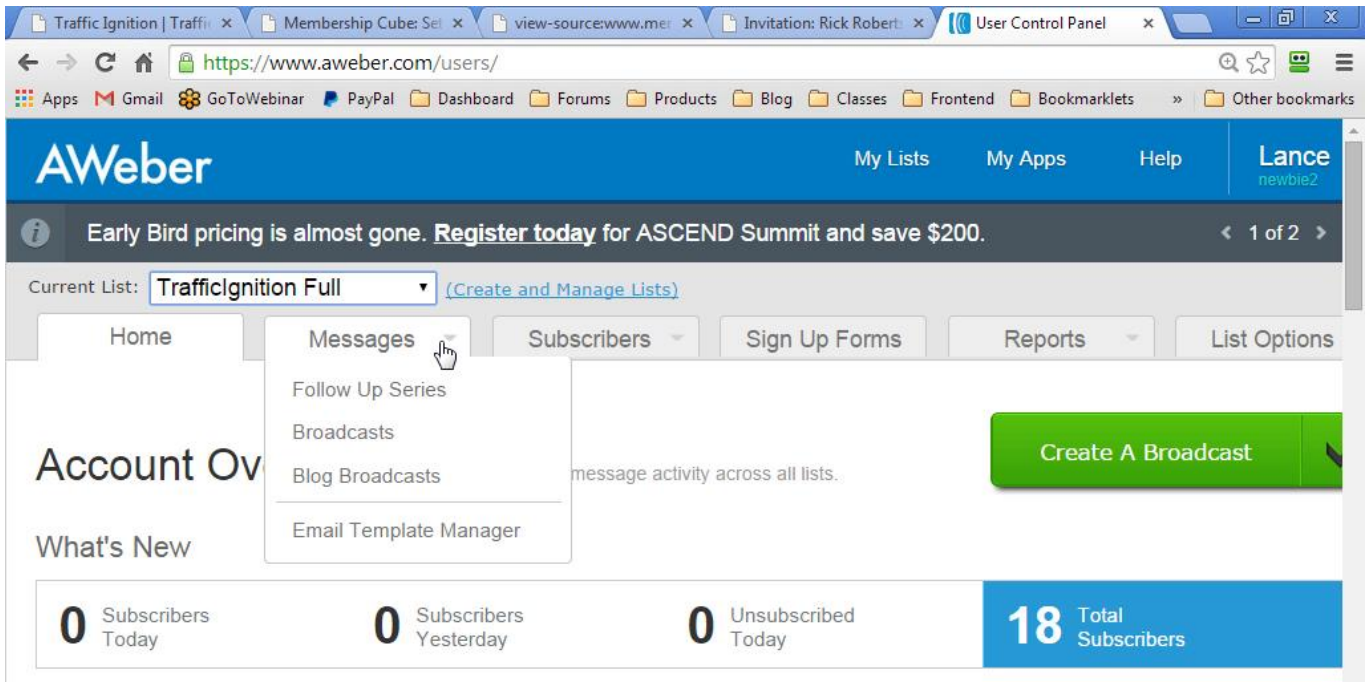 Traffic Ignition | Traffi
Membership Cube: Set
view-source:www.mer
Invitation: Rick Robert
User Control Panel
https://www.aweber.com/users/
Apps Gmail GoToWebinar PayPal Dashboard Forums Products Blog Classes Frontend Bookmarklets » Other bookmarks
AWeber
My Lists My Apps Help Lance
newbie2
Early Bird pricing is almost gone. Register today for ASCEND Summit and save $200. < 1 of 2 >
Current List: TrafficIgnition Full (Create and Manage Lists)
Home Messages Subscribers Sign Up Forms Reports List Options
Follow Up Series
Broadcasts
Blog Broadcasts
Email Template Manager
Account Ov message activity across all lists.
Create A Broadcast
What's New
0 Subscribers Today
0 Subscribers Yesterday
0 Unsubscribed Today
18 Total Subscribers